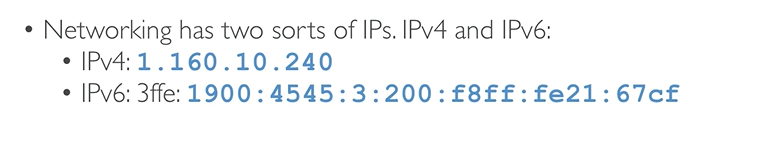 • Networking has two sorts of IPs. IPv4 and IPv6:
• IPv4: 1.160.10.240
• IPv6: 3ffe: 1900:4545:3:200:f8ff:fe21:67cf